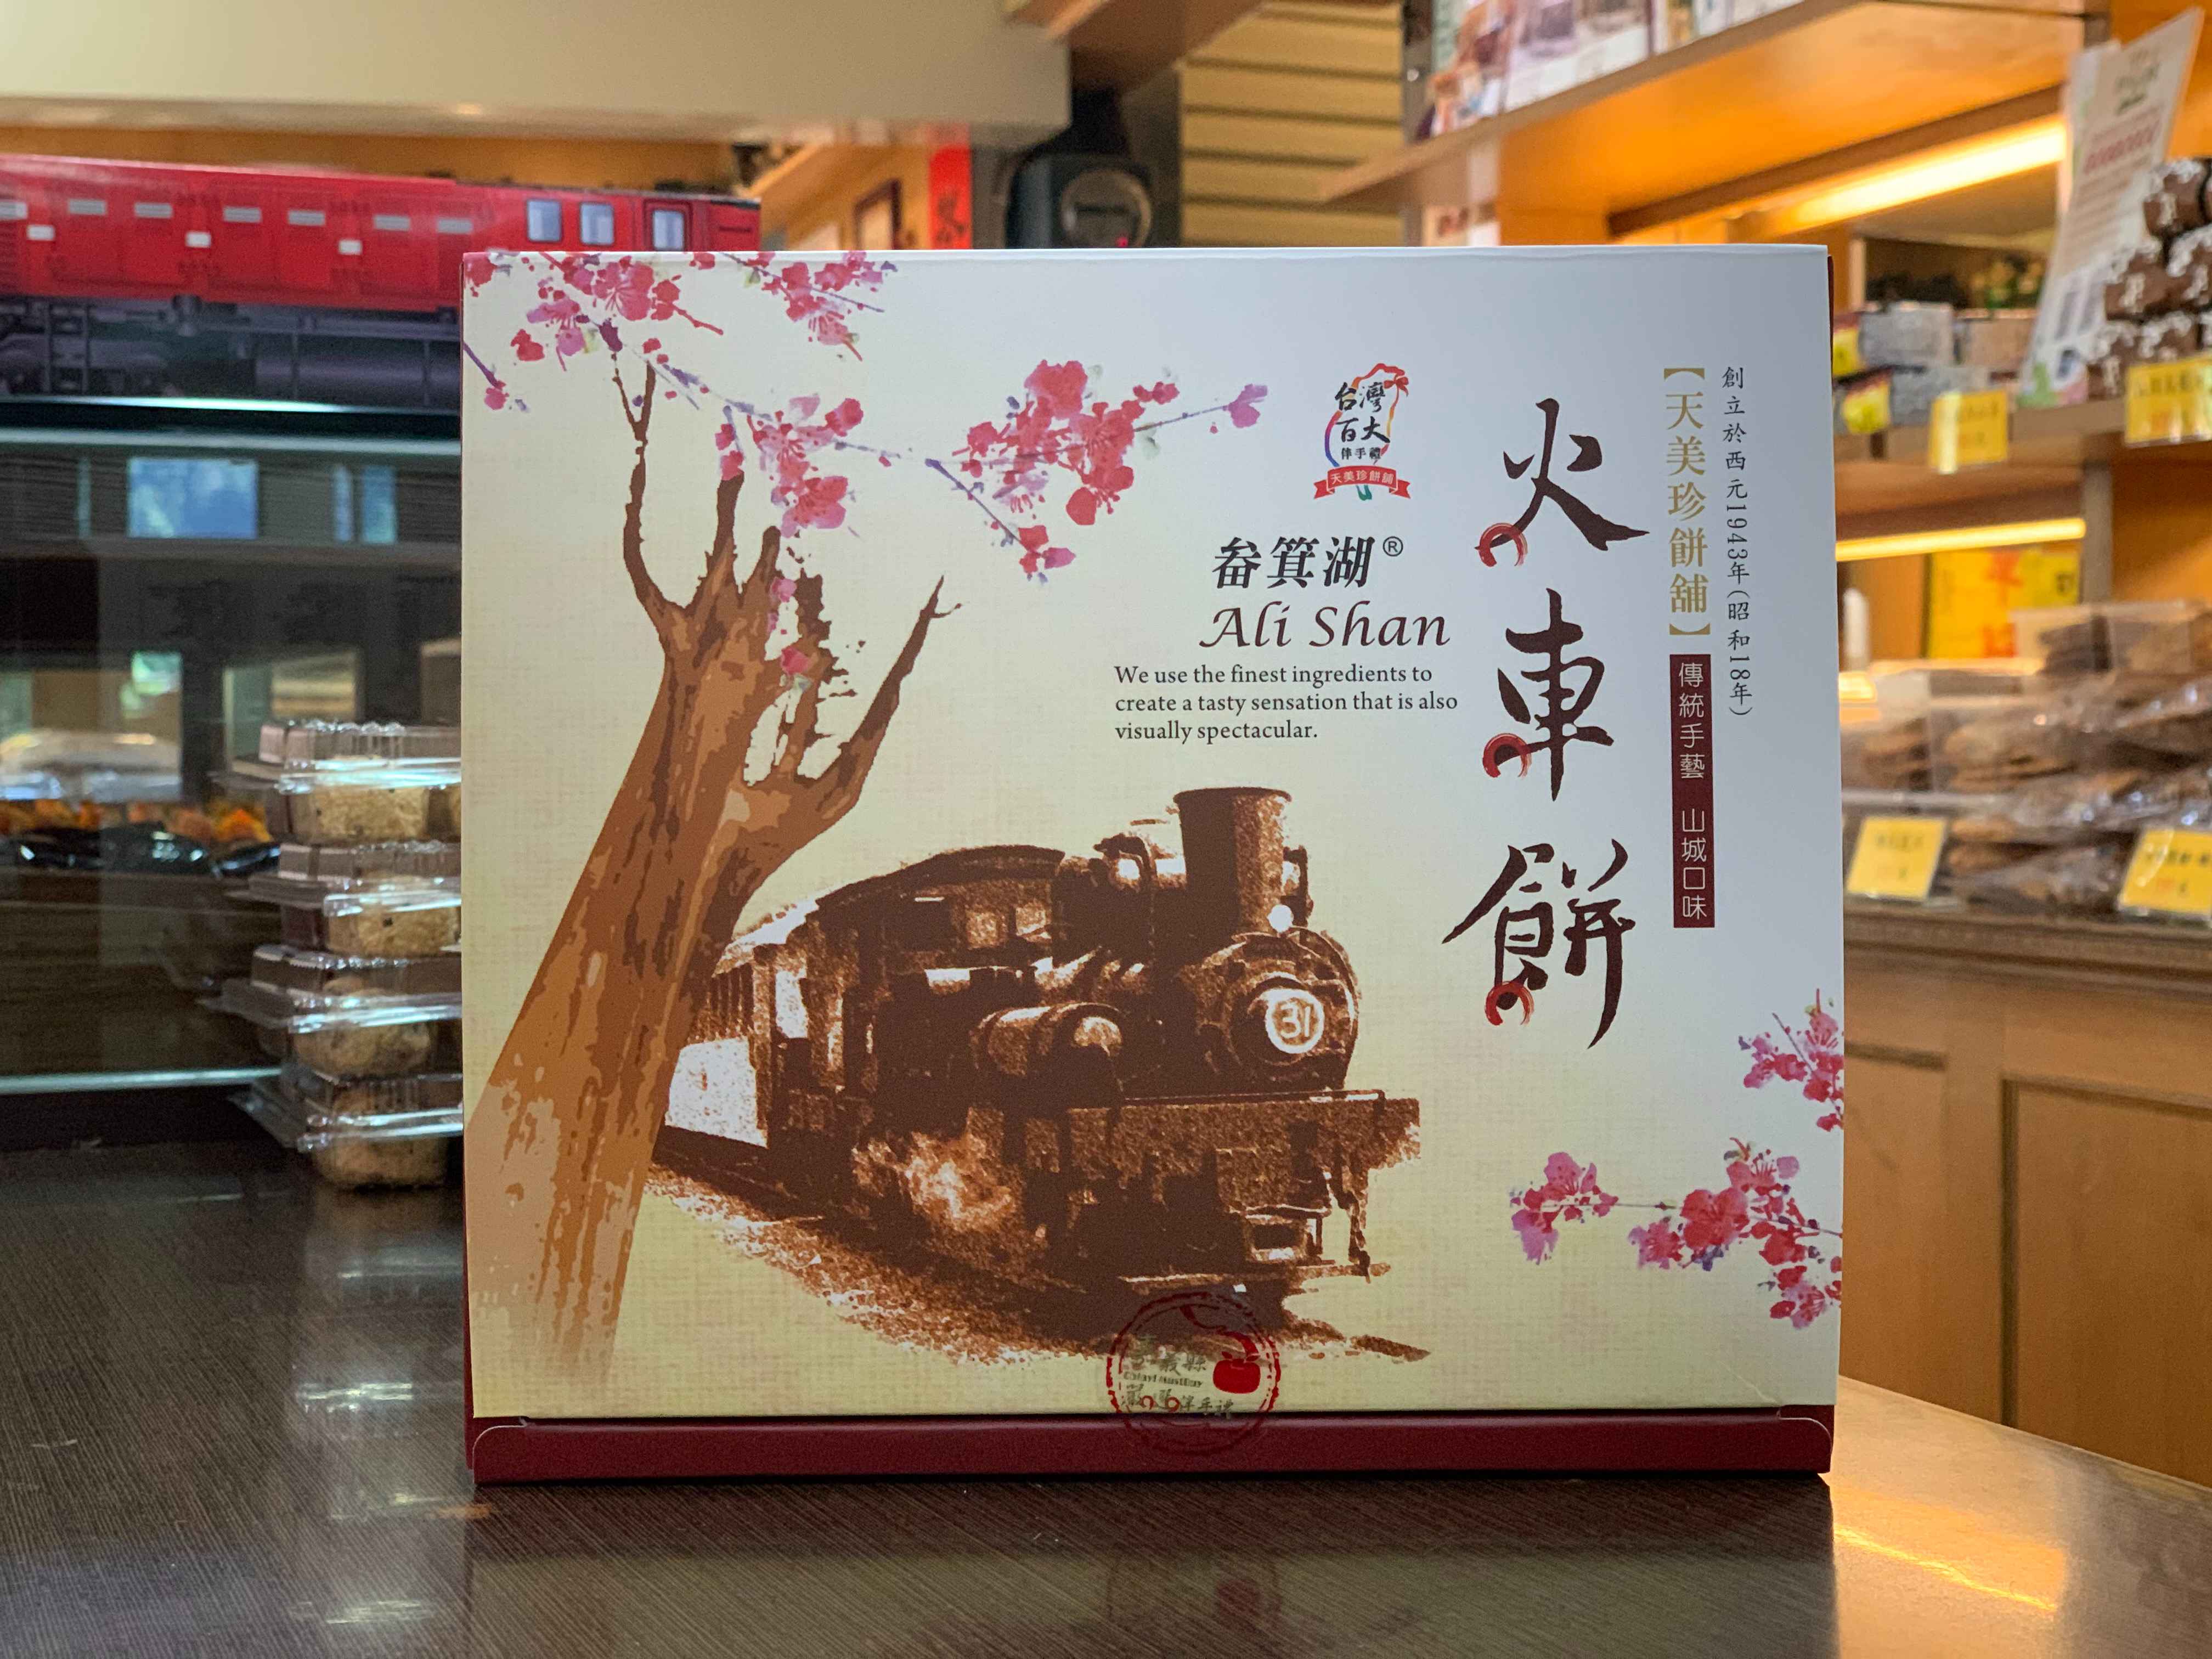 創立於西元1943年(昭和18年)
【天美珍餅舖】
傳統手藝 山城口味
火車餅
台灣
百大
伴手禮
天美珍餅舖
畚箕湖®
Ali Shan
We use the finest ingredients to
create a tasty sensation that is also
visually spectacular.
31